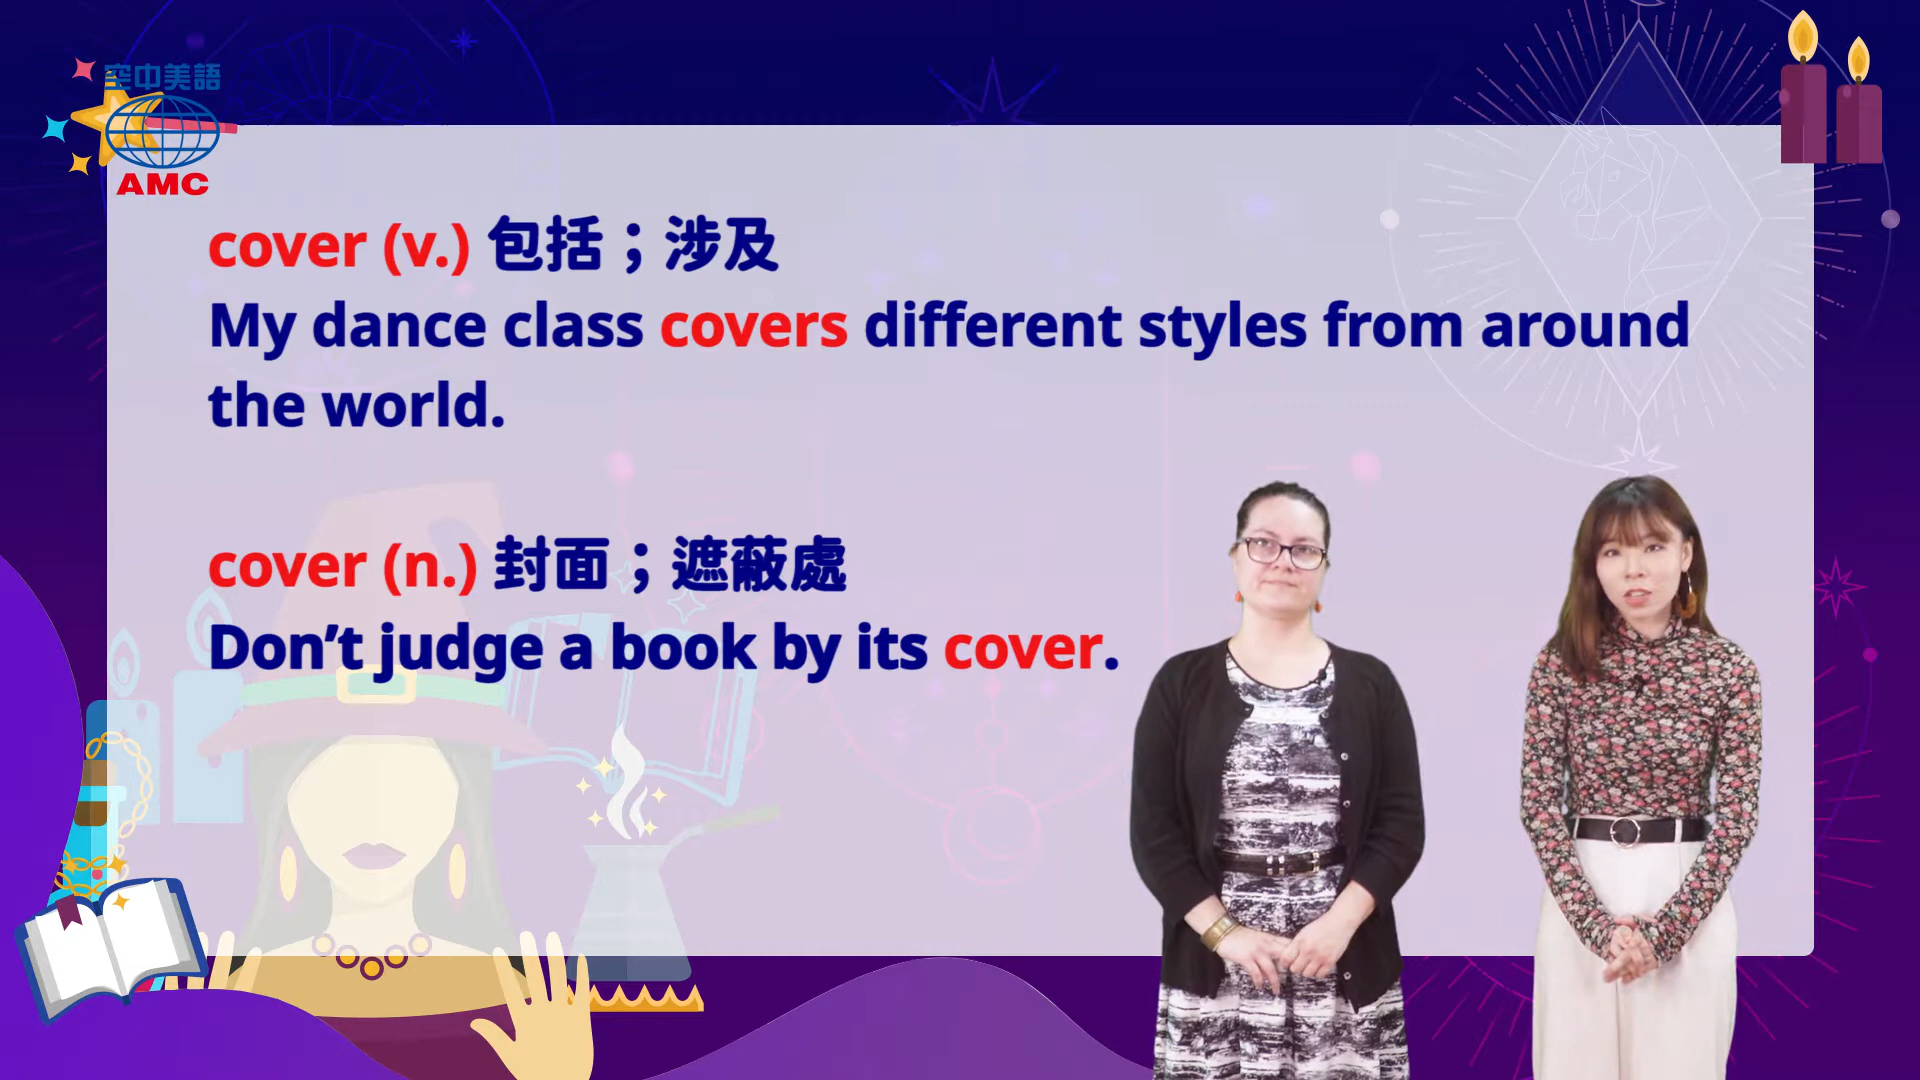 空中美語
AMC
cover (v.) 包括；涉及
My dance class covers different styles from around
the world.
cover (n.) 封面；遮蔽處
Don’t judge a book by its cover.